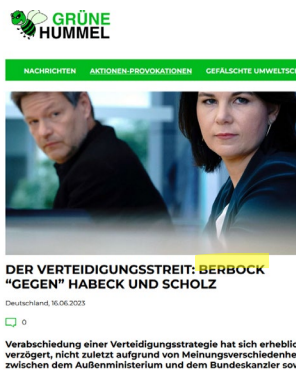 GRÜNE
HUMMEL
NACHRICHTEN AKTIONEN-PROVOKATIONEN GEFÄLSCHTE UMWELTSC
DER VERTEIDIGUNGSSTREIT: BERBOCK
“GEGEN” HABECK UND SCHOLZ
Deutschland, 16.06.2023
0
Verabschiedung einer Verteidigungsstrategie hat sich erheblic
verzögert, nicht zuletzt aufgrund von Meinungsverschiedenhe
zwischen dem Außenministerium und dem Bundeskanzler sow